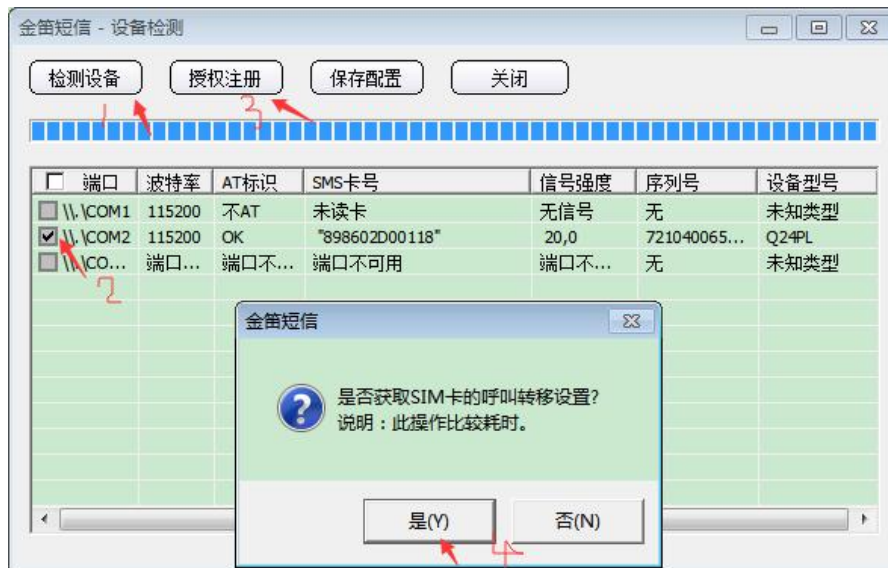 金笛短信 - 设备检测
检测设备 授权注册 保存配置 关闭
1 3
端口 波特率 AT标识 SMS卡号 信号强度 序列号 设备型号
\\.\COM1 115200 不AT 未读卡 无信号 无 未知类型
\\.\COM2 115200 OK "898602D00118" 20,0 721040065... Q24PL
\\.\CO... 端口... 端口不... 端口不可用 端口不... 无 未知类型
2
金笛短信
是否获取SIM卡的呼叫转移设置?
说明：此操作比较耗时。
是(Y) 否(N)
4